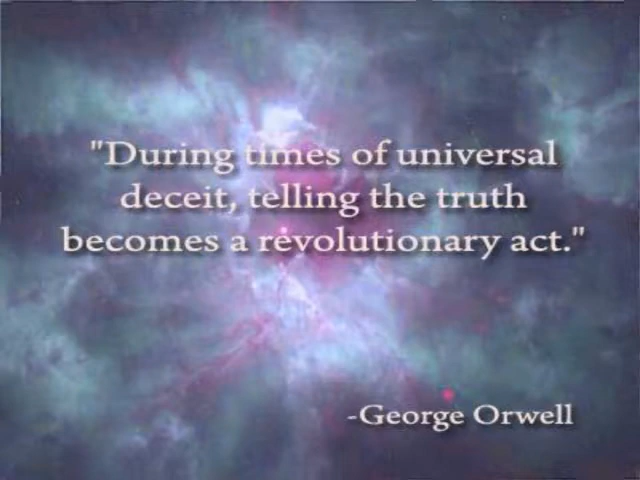 "During times of universal
deceit, telling the truth
becomes a revolutionary act."
-George Orwell